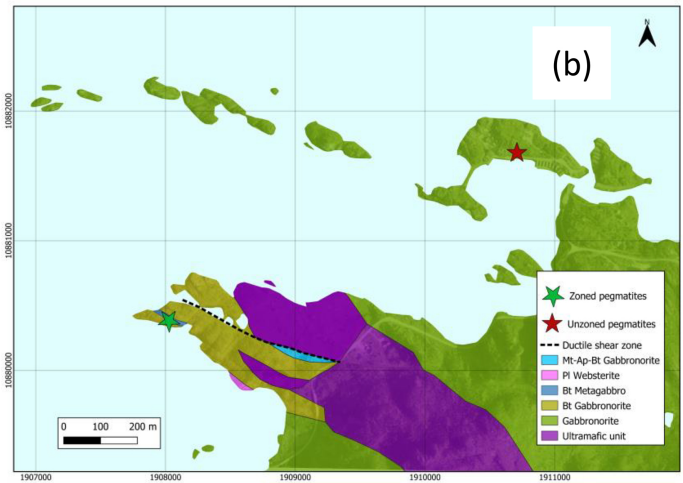 N
(b)
10882000
10881000
10880000
Zoned pegmatites
Unzoned pegmatites
Ductile shear zone
Mt-Ap-Bt Gabbronorite
Pl Websterite
Bt Metagabbro
Bt Gabbronorite
Gabbronorite
Ultramafic unit
0 100 200 m
1907000 1908000 1909000 1910000 1911000